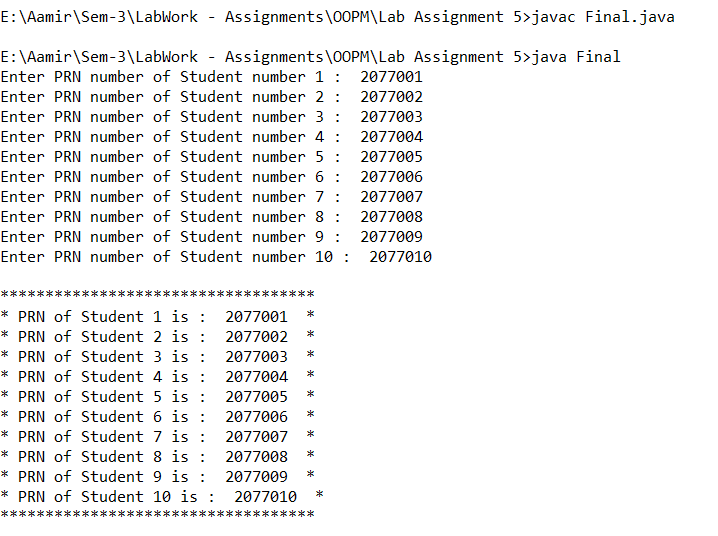 E:\Aamir\Sem-3\LabWork - Assignments\OOPM\Lab Assignment 5>javac Final.java
E:\Aamir\Sem-3\LabWork - Assignments\OOPM\Lab Assignment 5>java Final
Enter PRN number of Student number 1 :  2077001
Enter PRN number of Student number 2 :  2077002
Enter PRN number of Student number 3 :  2077003
Enter PRN number of Student number 4 :  2077004
Enter PRN number of Student number 5 :  2077005
Enter PRN number of Student number 6 :  2077006
Enter PRN number of Student number 7 :  2077007
Enter PRN number of Student number 8 :  2077008
Enter PRN number of Student number 9 :  2077009
Enter PRN number of Student number 10 :  2077010
***********************************
* PRN of Student 1 is :  2077001  *
* PRN of Student 2 is :  2077002  *
* PRN of Student 3 is :  2077003  *
* PRN of Student 4 is :  2077004  *
* PRN of Student 5 is :  2077005  *
* PRN of Student 6 is :  2077006  *
* PRN of Student 7 is :  2077007  *
* PRN of Student 8 is :  2077008  *
* PRN of Student 9 is :  2077009  *
* PRN of Student 10 is :  2077010  *
***********************************